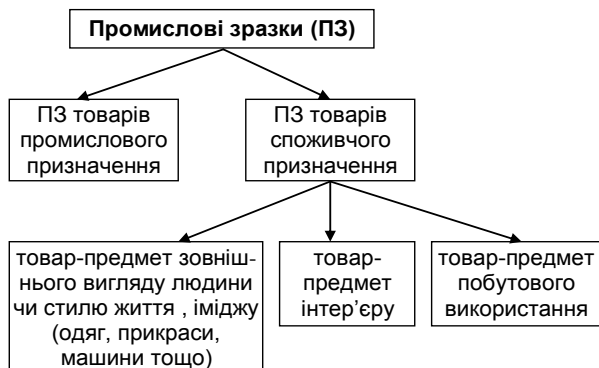 Промислові зразки (ПЗ)
ПЗ товарів
промислового
призначення
ПЗ товарів
споживчого
призначення
товар-предмет зовніш-
нього вигляду людини
чи стилю життя , іміджу
(одяг, прикраси,
машини тощо)
товар-
предмет
інтер’єру
товар-предмет
побутового
використання